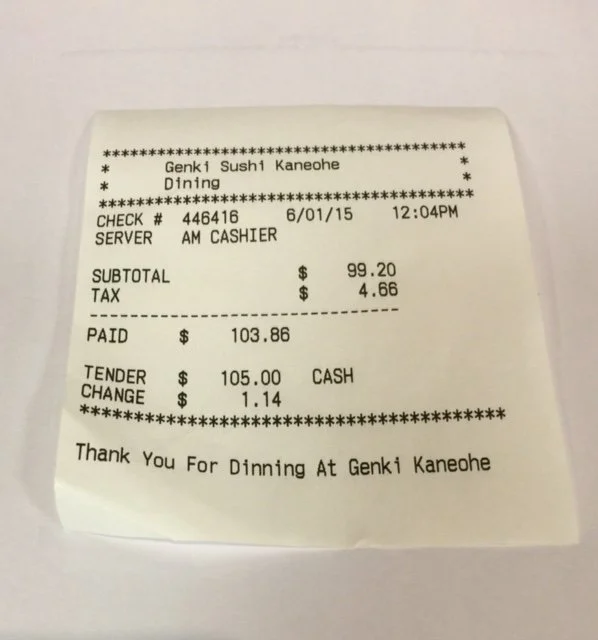 ******************************************
* Genki Sushi Kaneohe *
* Dining *
******************************************
CHECK # 446416 6/01/15 12:04PM
SERVER AM CASHIER
SUBTOTAL $ 99.20
TAX $ 4.66
----------------------------------
PAID $ 103.86
TENDER $ 105.00 CASH
CHANGE $ 1.14
******************************************
Thank You For Dinning At Genki Kaneohe